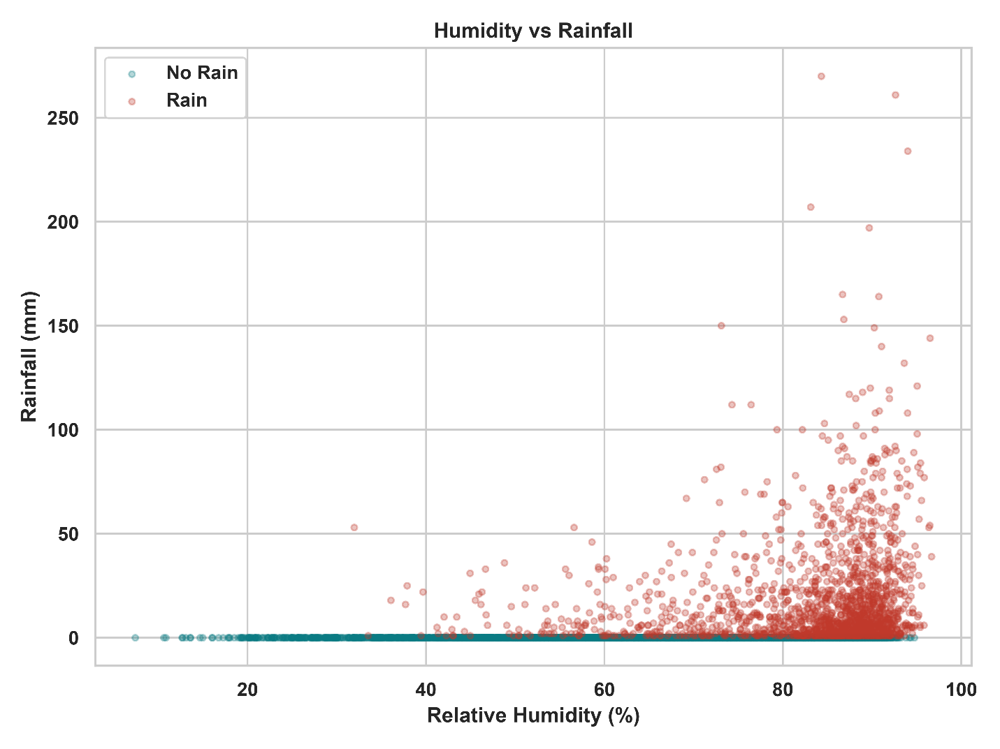 Humidity vs Rainfall
No Rain
Rain
250
200
150
100
50
0
Rainfall (mm)
20 40 60 80 100
Relative Humidity (%)